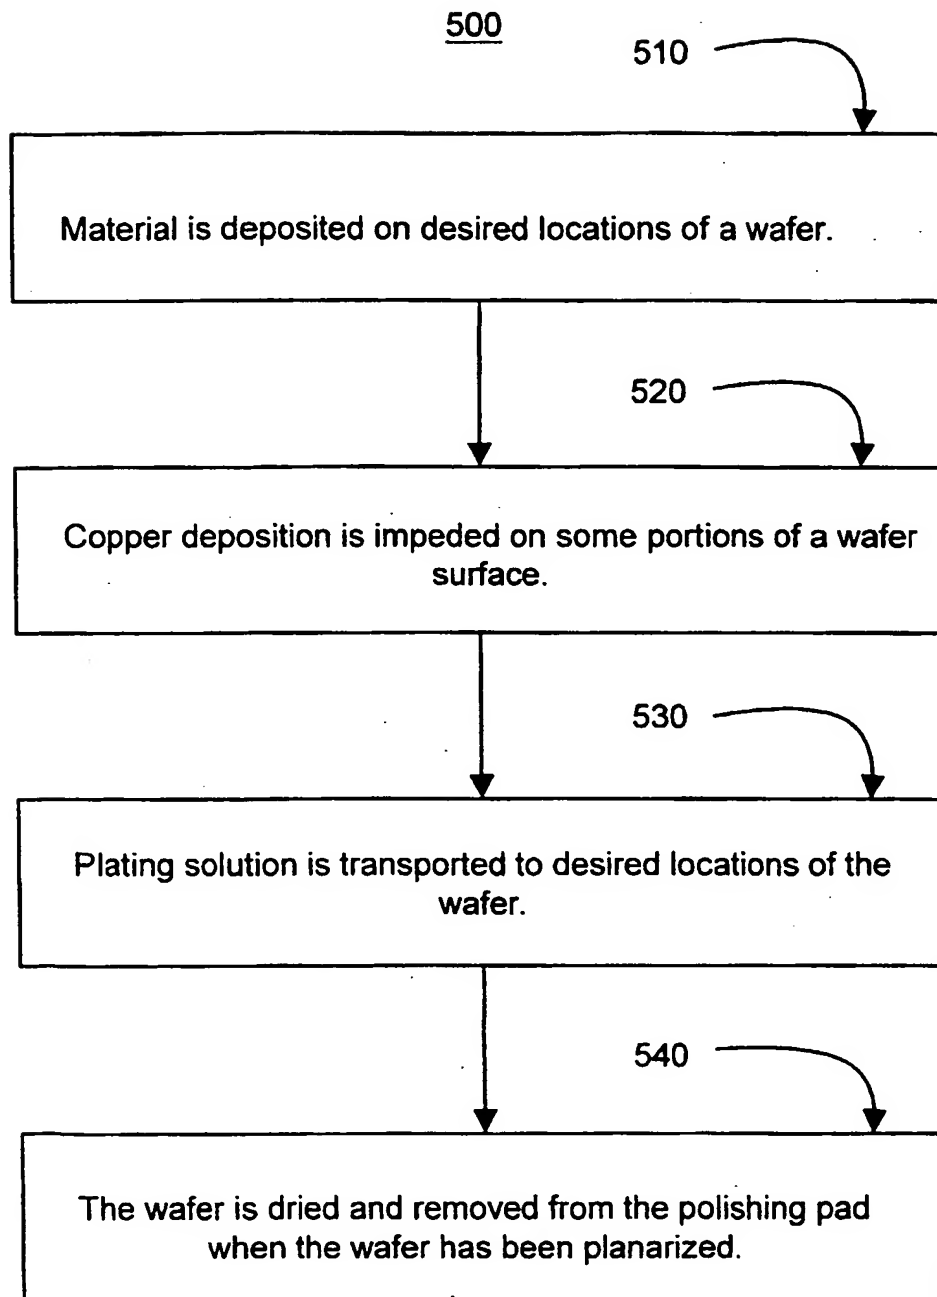 500
510
Material is deposited on desired locations of a wafer.
520
Copper deposition is impeded on some portions of a wafer
surface.
530
Plating solution is transported to desired locations of the
wafer.
540
The wafer is dried and removed from the polishing pad
when the wafer has been planarized.